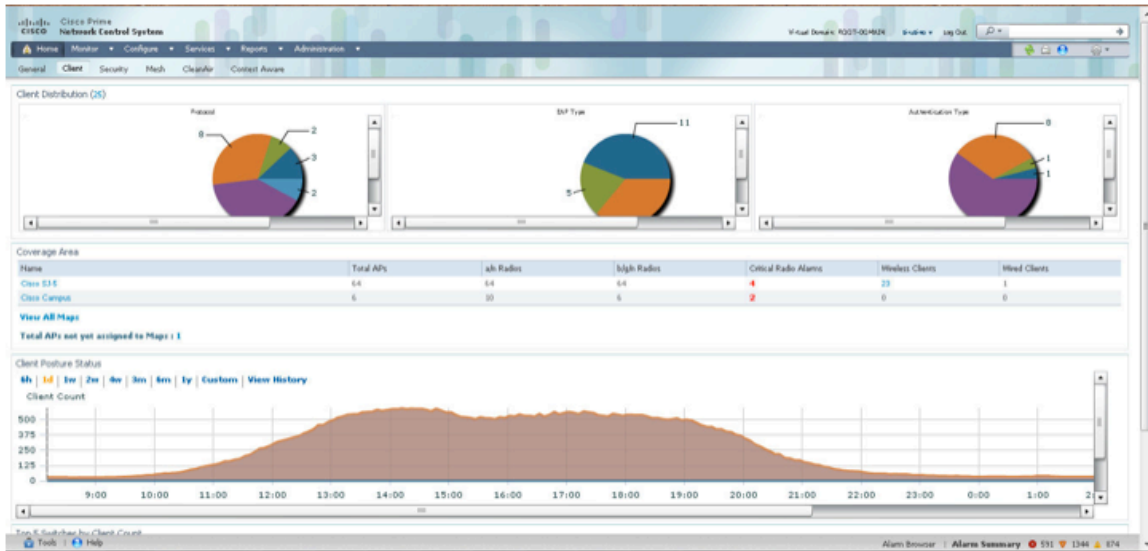 Cisco Prime
CISCO Network Control System
Virtual Domain: ROOT-DOMAIN Log Out
Home Monitor Configure Services Reports Administration
General Client Security Mesh CleanAir Context Aware
Client Distribution (25)
Protocol
8
2
3
2
EAP Type
11
5
Authentication Type
8
1
1
Coverage Area
Name Total APs a/n Radios b/g/n Radios Critical Radio Alarms Wireless Clients Wired Clients
Cisco 64 64 64 4 23 1
Cisco Campus 6 10 6 2 0 0
View All Maps
Total APs not yet assigned to Maps : 1
Client Posture Status
6h | 1d | 1w | 2w | 4w | 3m | 6m | 1y | Custom | View History
Client Count
500
375
250
125
0
9:00 10:00 11:00 12:00 13:00 14:00 15:00 16:00 17:00 18:00 19:00 20:00 21:00 22:00 23:00 0:00 1:00
Top 5 Switches by Client Count
Tools | Help Alarm Browser | Alarm Summary 591 1344 874